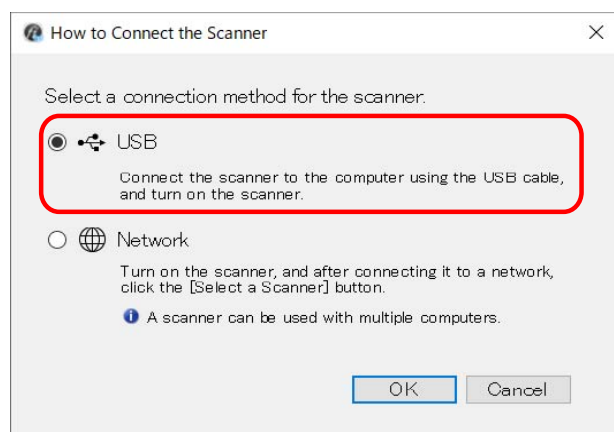 How to Connect the Scanner
Select a connection method for the scanner.
USB
Connect the scanner to the computer using the USB cable,
and turn on the scanner.
Network
Turn on the scanner, and after connecting it to a network,
click the [Select a Scanner] button.
A scanner can be used with multiple computers.
OK Cancel